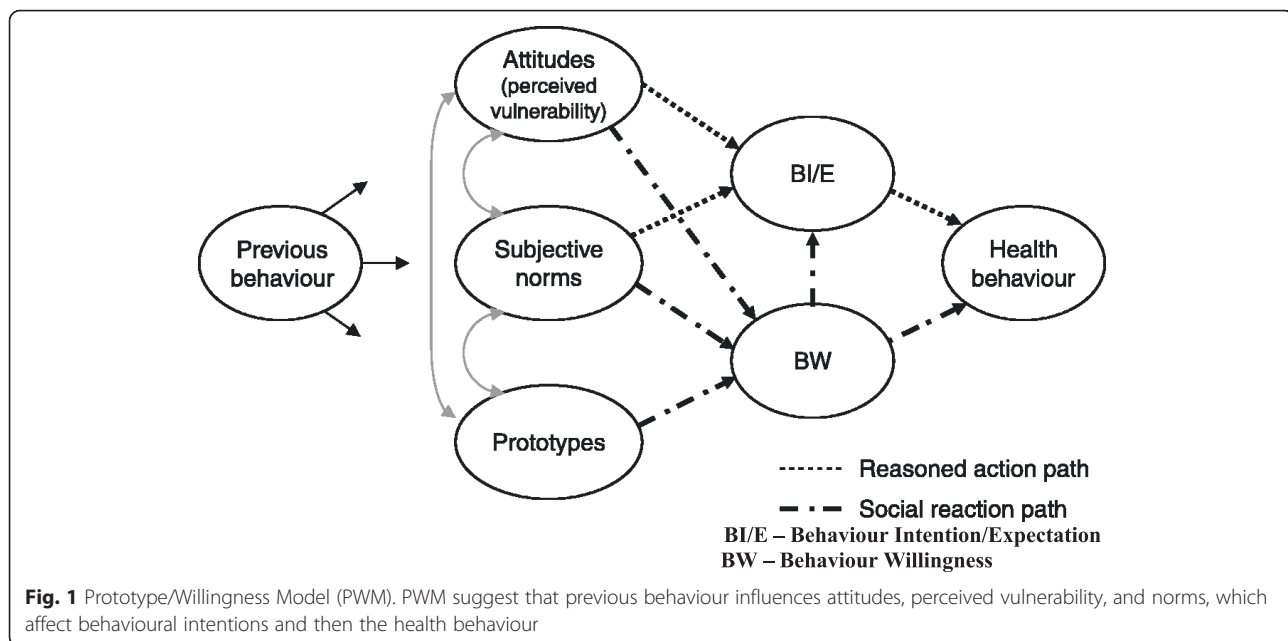 Attitudes
(perceived
vulnerability)
BI/E
Previous
behaviour
Subjective
norms
Health
behaviour
BW
Prototypes
Reasoned action path
Social reaction path
BI/E – Behaviour Intention/Expectation
BW – Behaviour Willingness
Fig. 1 Prototype/Willingness Model (PWM). PWM suggest that previous behaviour influences attitudes, perceived vulnerability, and norms, which
affect behavioural intentions and then the health behaviour